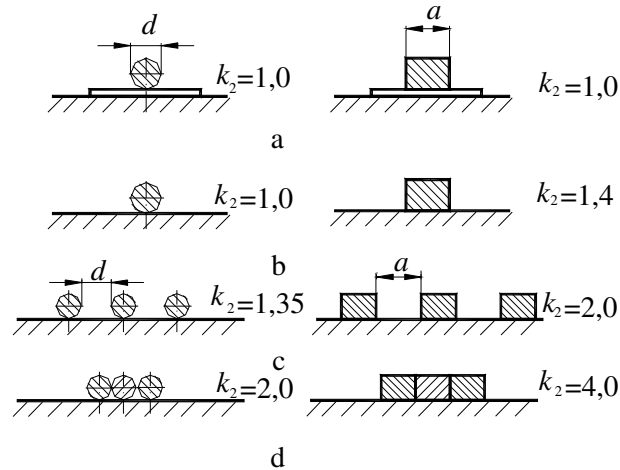 d a
k₂=1,0 k₂=1,0
a
k₂=1,0 k₂=1,4
b
d a
k₂=1,35 k₂=2,0
c
k₂=2,0 k₂=4,0
d